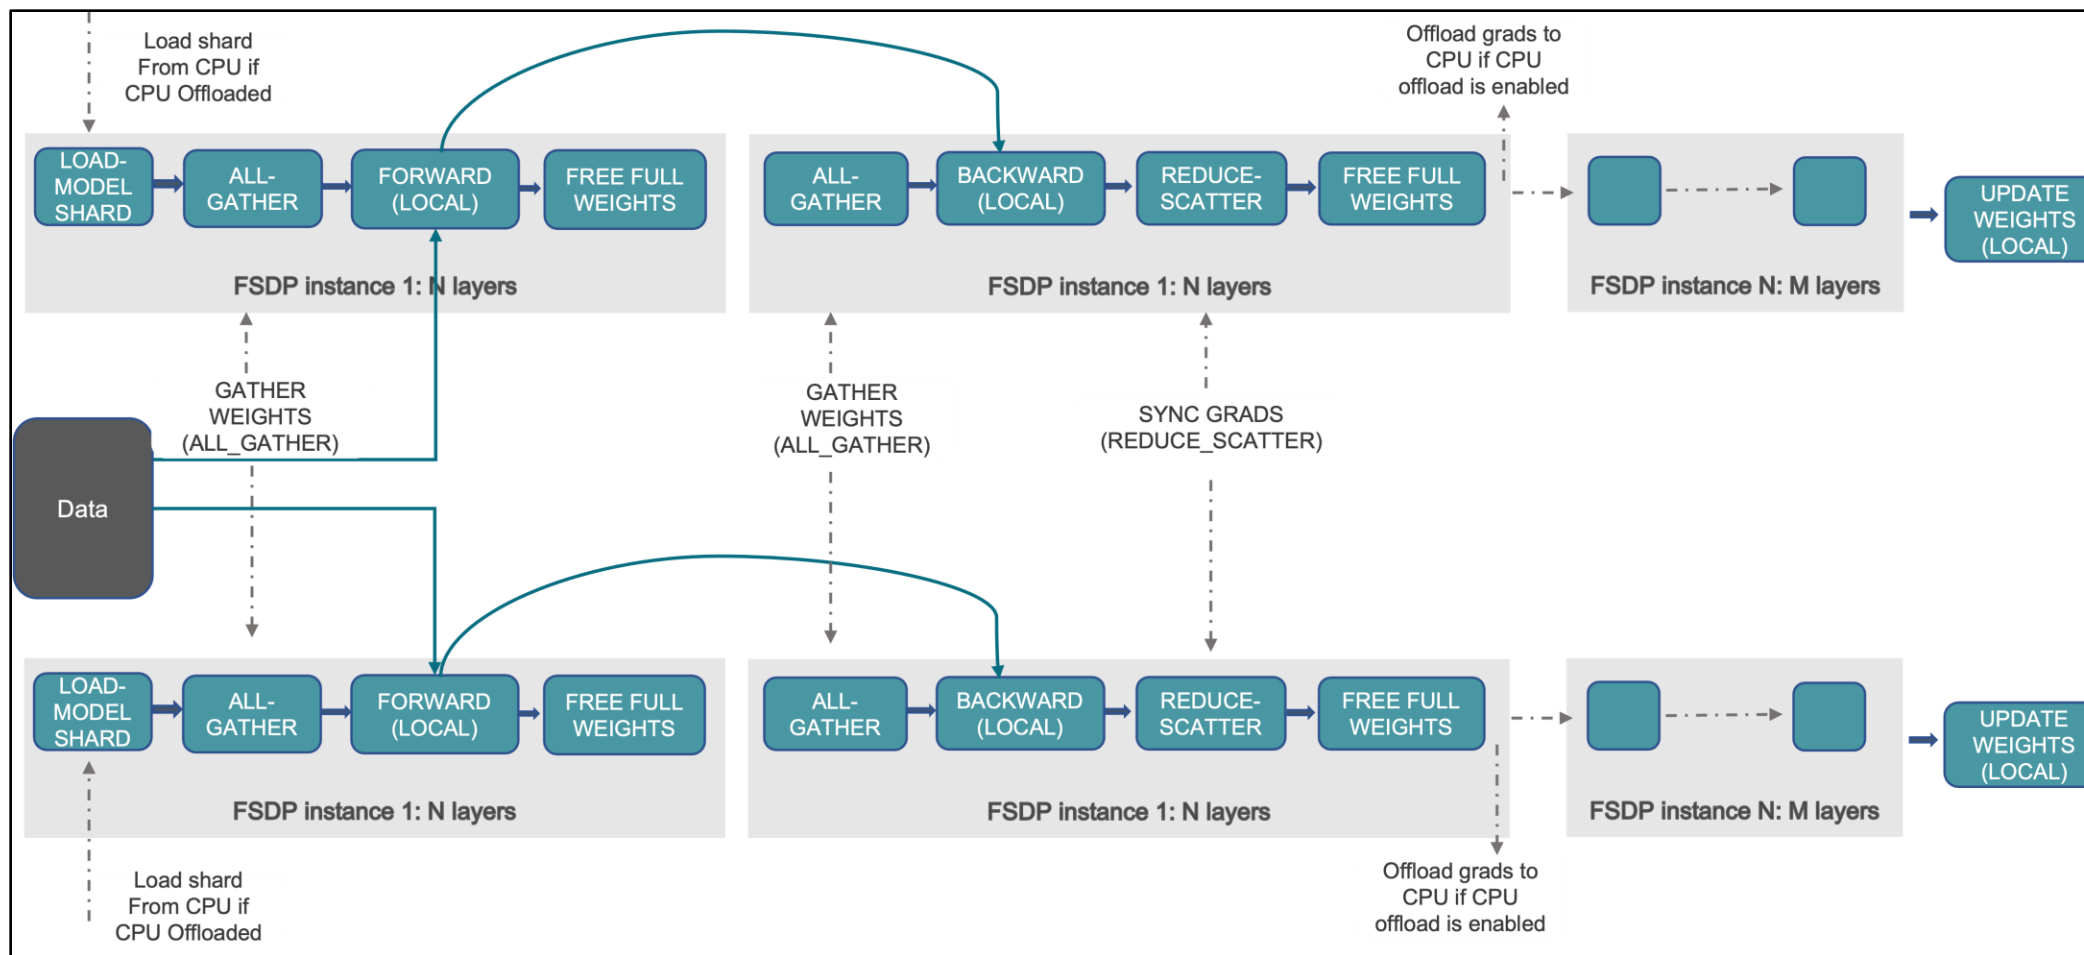 Load shard
From CPU if
CPU Offloaded
Offload grads to
CPU if CPU
offload is enabled
LOAD-
MODEL
SHARD
ALL-
GATHER
FORWARD
(LOCAL)
FREE FULL
WEIGHTS
FSDP instance 1: N layers
ALL-
GATHER
BACKWARD
(LOCAL)
REDUCE-
SCATTER
FREE FULL
WEIGHTS
FSDP instance 1: N layers
FSDP instance N: M layers
UPDATE
WEIGHTS
(LOCAL)
GATHER
WEIGHTS
(ALL_GATHER)
GATHER
WEIGHTS
(ALL_GATHER)
SYNC GRADS
(REDUCE_SCATTER)
Data
LOAD-
MODEL
SHARD
ALL-
GATHER
FORWARD
(LOCAL)
FREE FULL
WEIGHTS
FSDP instance 1: N layers
ALL-
GATHER
BACKWARD
(LOCAL)
REDUCE-
SCATTER
FREE FULL
WEIGHTS
FSDP instance 1: N layers
FSDP instance N: M layers
UPDATE
WEIGHTS
(LOCAL)
Load shard
From CPU if
CPU Offloaded
Offload grads to
CPU if CPU
offload is enabled